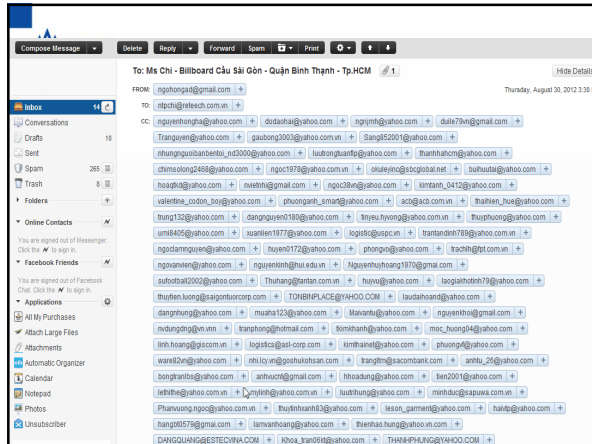 Compose Message Delete Reply Forward Spam Print
To: Ms Chi - Billboard Cầu Sài Gòn - Quận Bình Thạnh - Tp.HCM 1 Hide Details
FROM: ngohongad@gmail.com + Thursday, August 30, 2012 3:30
TO: ntpchi@reteech.com.vn +
CC: nguyenhongha@yahoo.com + dodaohai@yahoo.com + ngnjmh@yahoo.com + duile79vn@gmail.com
Tranguyen@yahoo.com + gaubong3003@yahoo.com.vn + Sang852001@yahoo.com +
nhungnguoibanbentoi_nd3000@yahoo.com + luutrongtuanflp@yahoo.com + thanhhahcm@yahoo.com +
chimsolong2468@yahoo.com + ngoc1978@yahoo.com.vn + okuleyinc@sbcglobal.net + buihuutai@yahoo.com +
hoaqtkd@yahoo.com + nvietnhi@gmail.com + ngoc38vn@yahoo.com + kimtanh_0412@yahoo.com +
valentine_codon_boy@yahoo.com + phuonganh_smart@yahoo.com + acb@acb.com.vn + thaihien_hue@yahoo.com +
trung132@yahoo.com + dangnguyen0180@yahoo.com + tinyeu.hyvong@yahoo.com.vn + thuyphuong@yahoo.com +
umi8405@yahoo.com + xuanlien1977@yahoo.com + logistic@uspc.vn + trantandinh789@yahoo.com.vn +
ngoclamnguyen@yahoo.com + huyen0172@yahoo.com + phongvo@yahoo.com + trachlh@fpt.com.vn +
ngovanvien@yahoo.com + nguyenkinh@hui.edu.vn + Nguyenhuyhoang1970@gmai.com +
sufootball2002@yahoo.com + Thuhang@tantan.com.vn + huyvu@yahoo.com + laogiakhotinh79@yahoo.com +
thuytien.luong@saigontuorcorp.com + TONBINPLACE@YAHOO.COM + laudaihoand@yahoo.com +
dangnhung@yahoo.com + muaha123@yahoo.com + Maivantu@yahoo.com + nguyenkhoi@gmail.com +
nvdungdng@vn.vnn + tranphong@hotmail.com + tkimkhanh@yahoo.com + moc_huong04@yahoo.com +
linh.hoang@giscom.vn + logistics@asl-corp.com + kimthainet@yahoo.com + phuongvf@yahoo.com +
ware82vn@yahoo.com + nhi.lcy.vn@goshukohsan.com + trangttm@sacombank.com + anhtu_26@yahoo.com +
bongtranlbs@yahoo.com + anhvucnt@gmail.com + hhoadung@yahoo.com + tien2001@yahoo.com +
lethithe@yahoo.com.vn + mylinh@yahoo.com.vn + luutrihung@yahoo.com + minhduc@sapuwa.com.vn +
Phanvuong.ngoc@yahoo.com.vn + thuytinhxanh83@yahoo.com + leson_garment@yahoo.com + haivtp@yahoo.com +
hangbt0579@gmai.com + lamvanhoang@yahoo.com + thienhao.hung@yahoo.com.vn +
DANGQUANG@ESTECVINA.COM + Khoa_tran06kt@yahoo.com + THANHPHUNG@YAHOO.COM +
Inbox 14
Conversations
Drafts 10
Sent
Spam 265
Trash 8
Folders +
Online Contacts
You are signed out of Messenger.
Click the to sign in.
Facebook Friends
You are signed out of Facebook
Chat. Click the to sign in.
Applications
All My Purchases
Attach Large Files
Attachments
Automatic Organizer
Calendar
Notepad
Photos
Unsubscriber